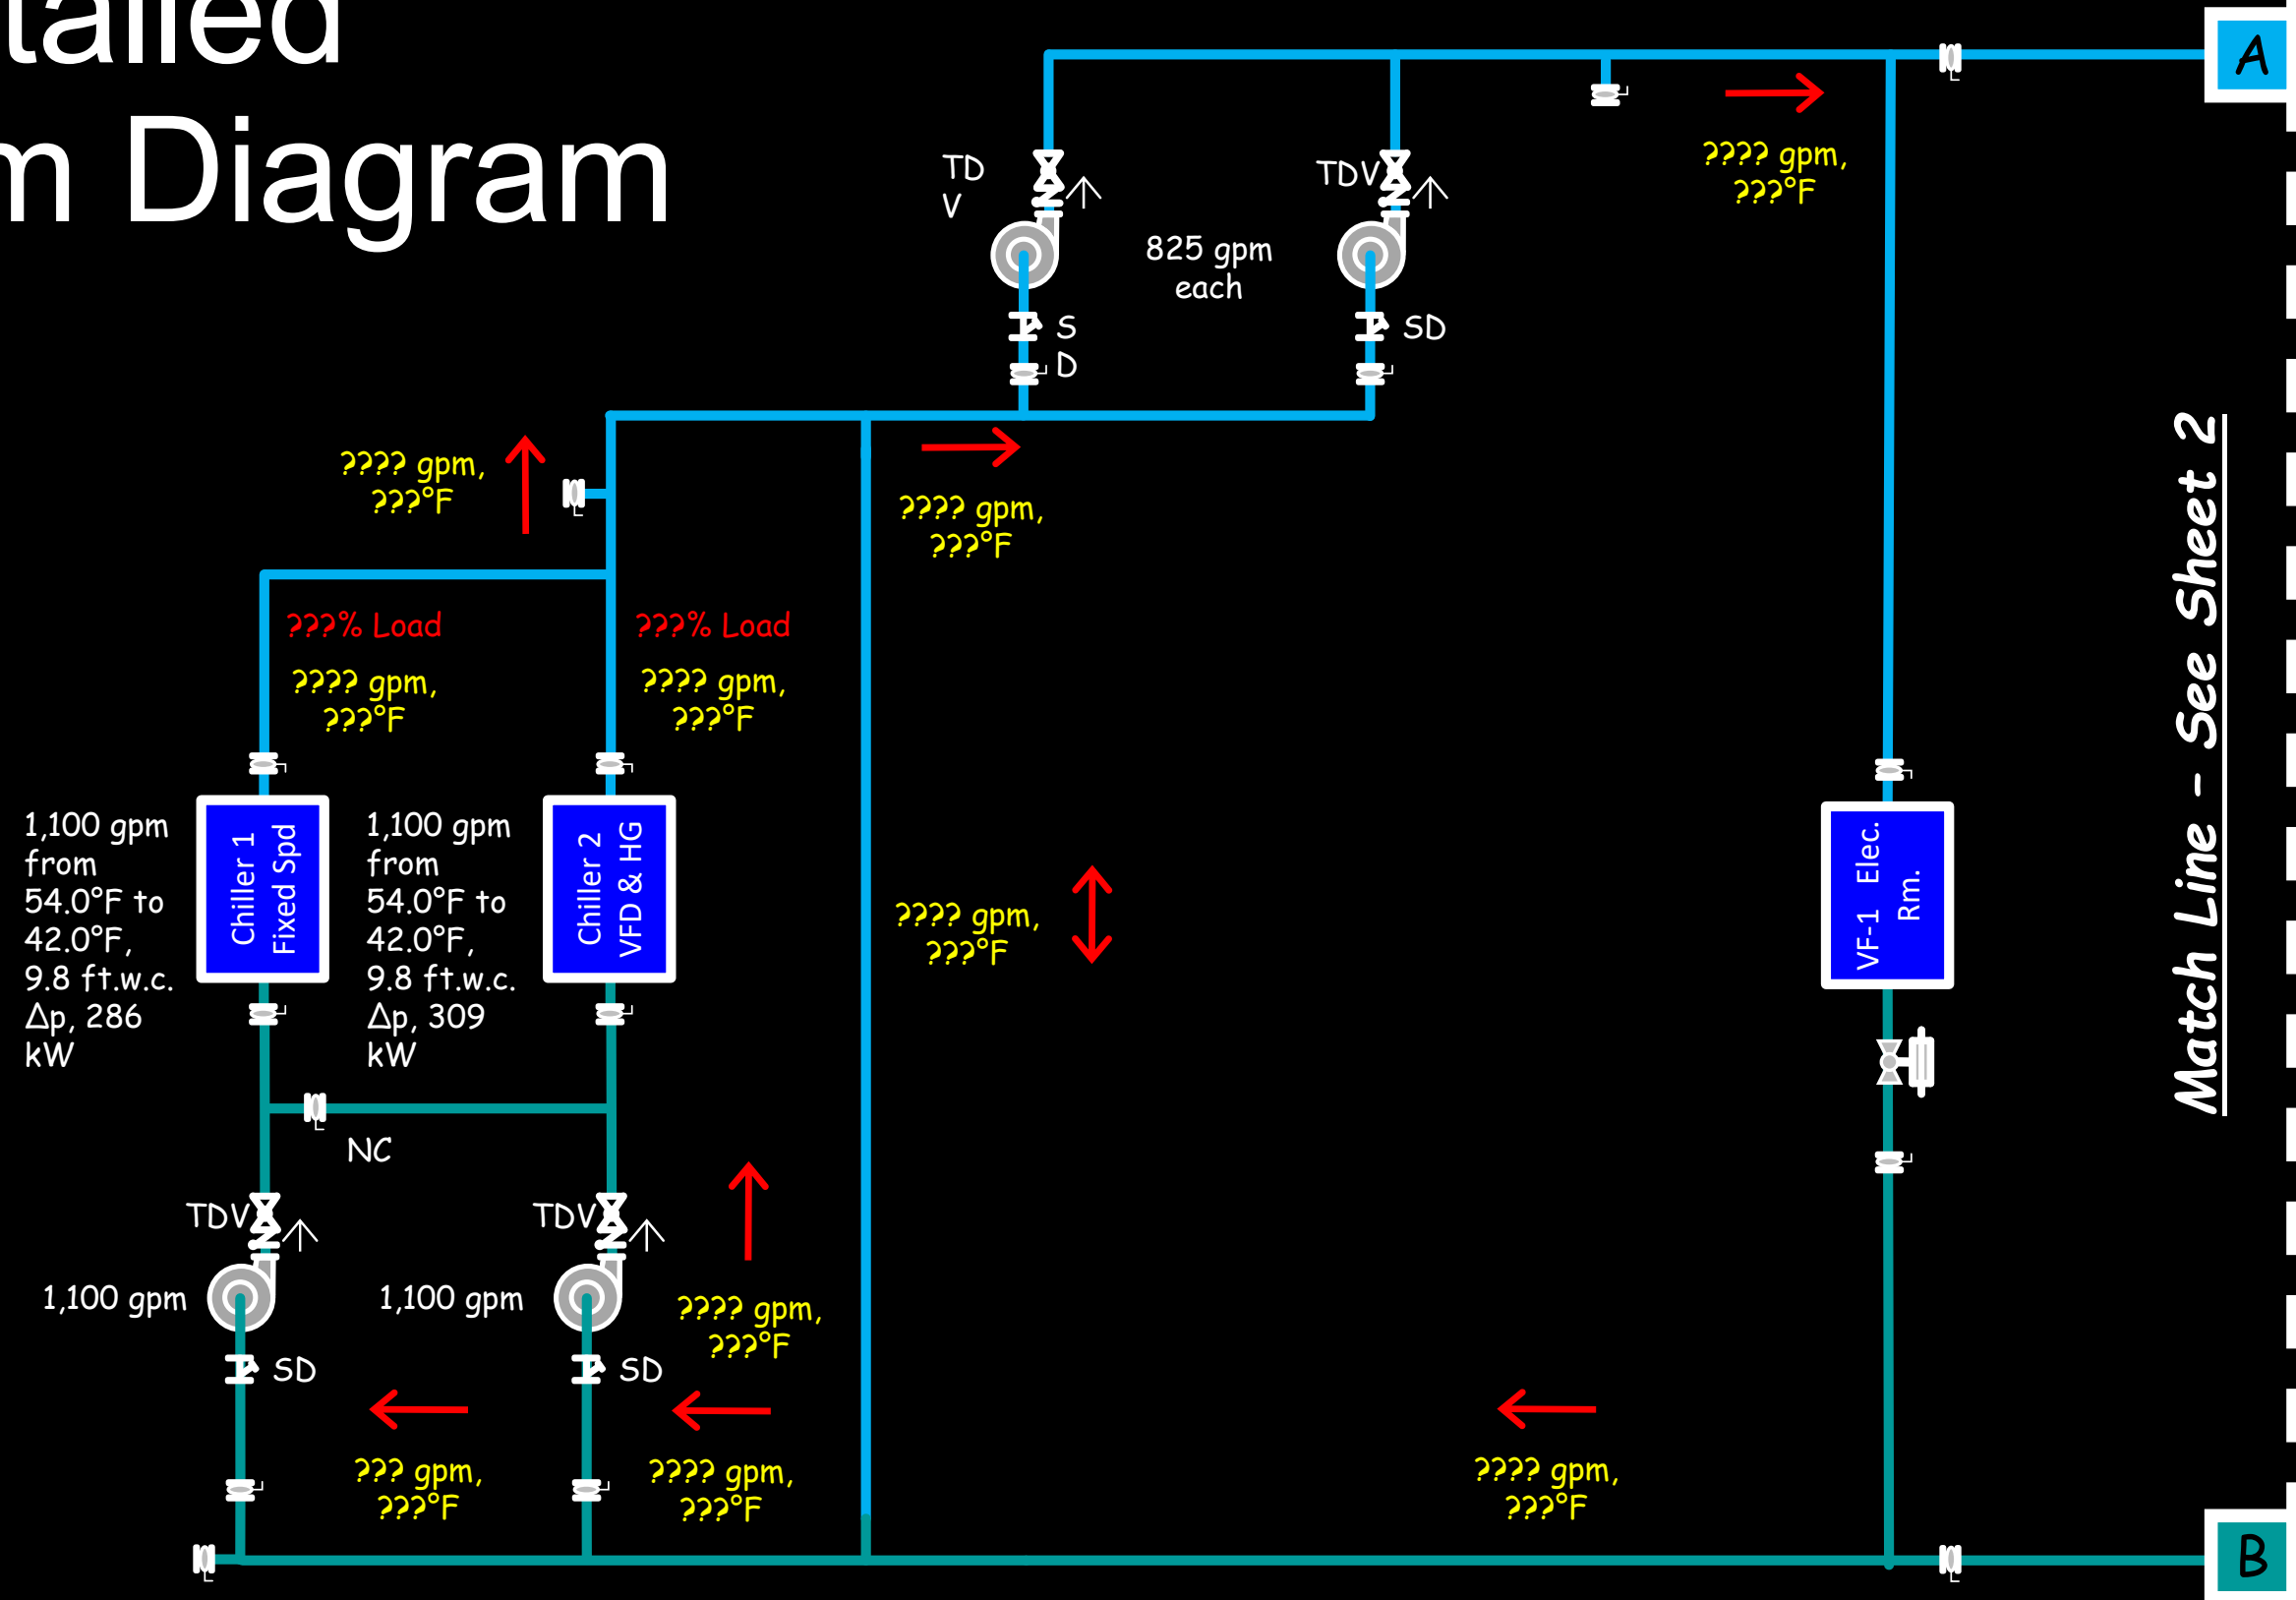 tailed
m Diagram
A
TD
V
TDV
???? gpm,
???°F
825 gpm
each
S
D
SD
???? gpm,
???°F
???? gpm,
???°F
???% Load
???% Load
???? gpm,
???°F
???? gpm,
???°F
1,100 gpm
from
54.0°F to
42.0°F,
9.8 ft.w.c.
Δp, 286
kW
Chiller 1
Fixed Spd
1,100 gpm
from
54.0°F to
42.0°F,
9.8 ft.w.c.
Δp, 309
kW
Chiller 2
VFD & HG
???? gpm,
???°F
VF-1 Elec.
Rm.
Match Line - See Sheet 2
NC
TDV
TDV
1,100 gpm
1,100 gpm
???? gpm,
???°F
SD
SD
??? gpm,
???°F
???? gpm,
???°F
???? gpm,
???°F
B